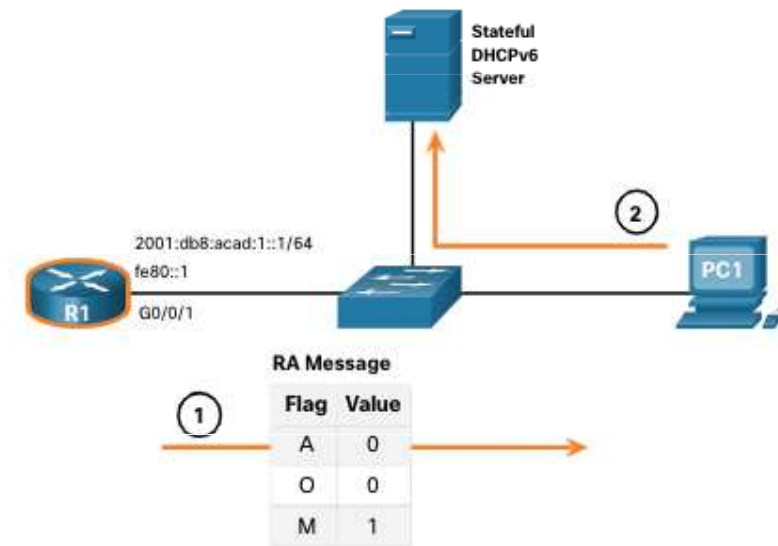 Stateful
DHCPv6
Server
2
2001:db8:acad:1::1/64
fe80::1
PC1
R1
G0/0/1
RA Message
1
Flag Value
A 0
O 0
M 1